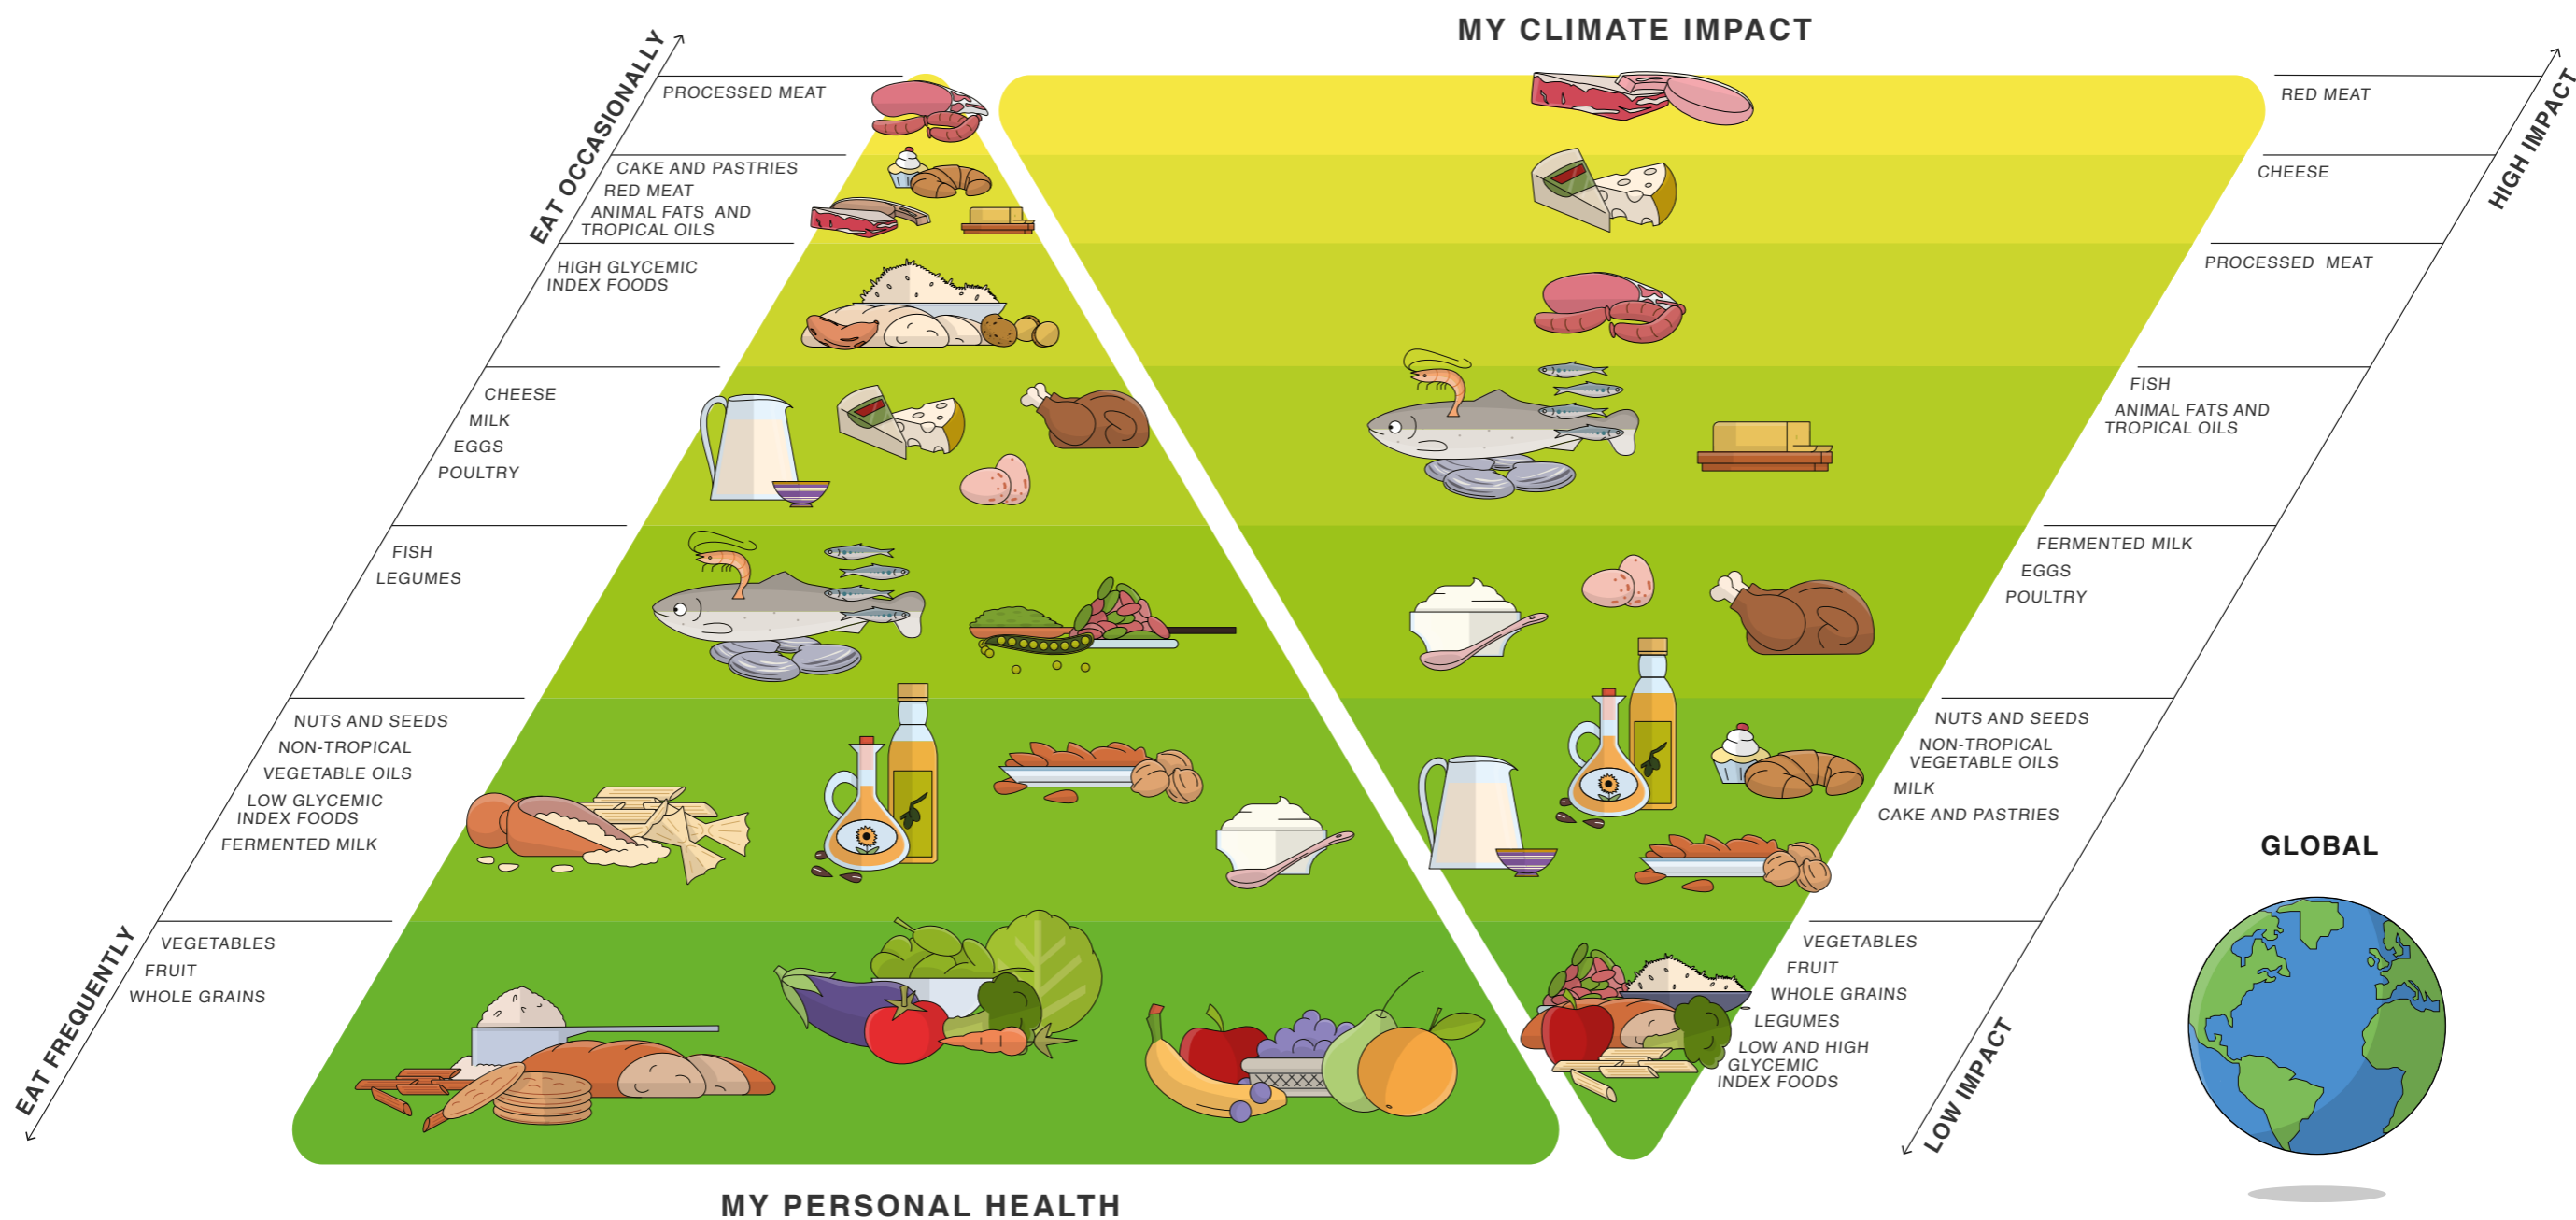 MY CLIMATE IMPACT
EAT OCCASIONALLY
PROCESSED MEAT
CAKE AND PASTRIES
RED MEAT
ANIMAL FATS AND
TROPICAL OILS
HIGH GLYCEMIC
INDEX FOODS
CHEESE
MILK
EGGS
POULTRY
FISH
LEGUMES
NUTS AND SEEDS
NON-TROPICAL
VEGETABLE OILS
LOW GLYCEMIC
INDEX FOODS
FERMENTED MILK
VEGETABLES
FRUIT
WHOLE GRAINS
EAT FREQUENTLY
MY PERSONAL HEALTH
HIGH IMPACT
RED MEAT
CHEESE
PROCESSED MEAT
FISH
ANIMAL FATS AND
TROPICAL OILS
FERMENTED MILK
EGGS
POULTRY
NUTS AND SEEDS
NON-TROPICAL
VEGETABLE OILS
MILK
CAKE AND PASTRIES
VEGETABLES
FRUIT
WHOLE GRAINS
LEGUMES
LOW AND HIGH
GLYCEMIC
INDEX FOODS
LOW IMPACT
GLOBAL